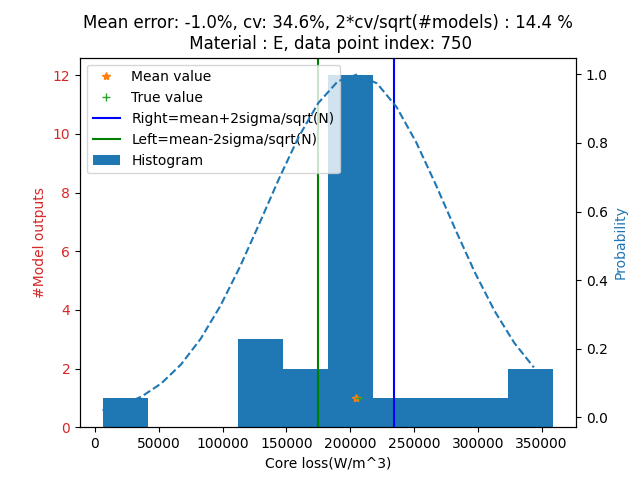 Mean error: -1.0%, cv: 34.6%, 2*cv/sqrt(#models) : 14.4 %
Material : E, data point index: 750
Mean value
True value
Right=mean+2sigma/sqrt(N)
Left=mean-2sigma/sqrt(N)
Histogram
#Model outputs
12
10
8
6
4
2
0
1.0
0.8
0.6
0.4
0.2
0.0
Probability
0 50000 100000 150000 200000 250000 300000 350000
Core loss(W/m^3)